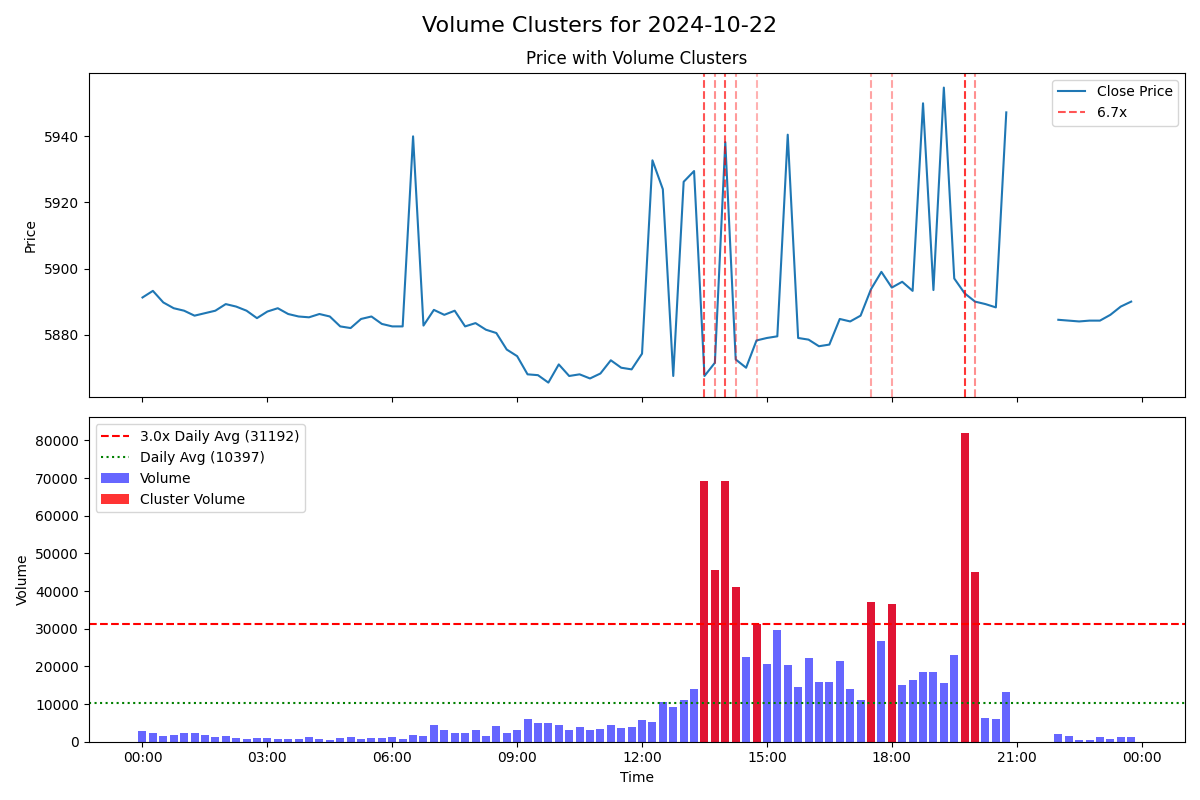 Volume Clusters for 2024-10-22
Price with Volume Clusters
Close Price
6.7x
Price
5940
5920
5900
5880
3.0x Daily Avg (31192)
Daily Avg (10397)
Volume
Cluster Volume
Volume
80000
70000
60000
50000
40000
30000
20000
10000
0
00:00 03:00 06:00 09:00 12:00 15:00 18:00 21:00 00:00
Time